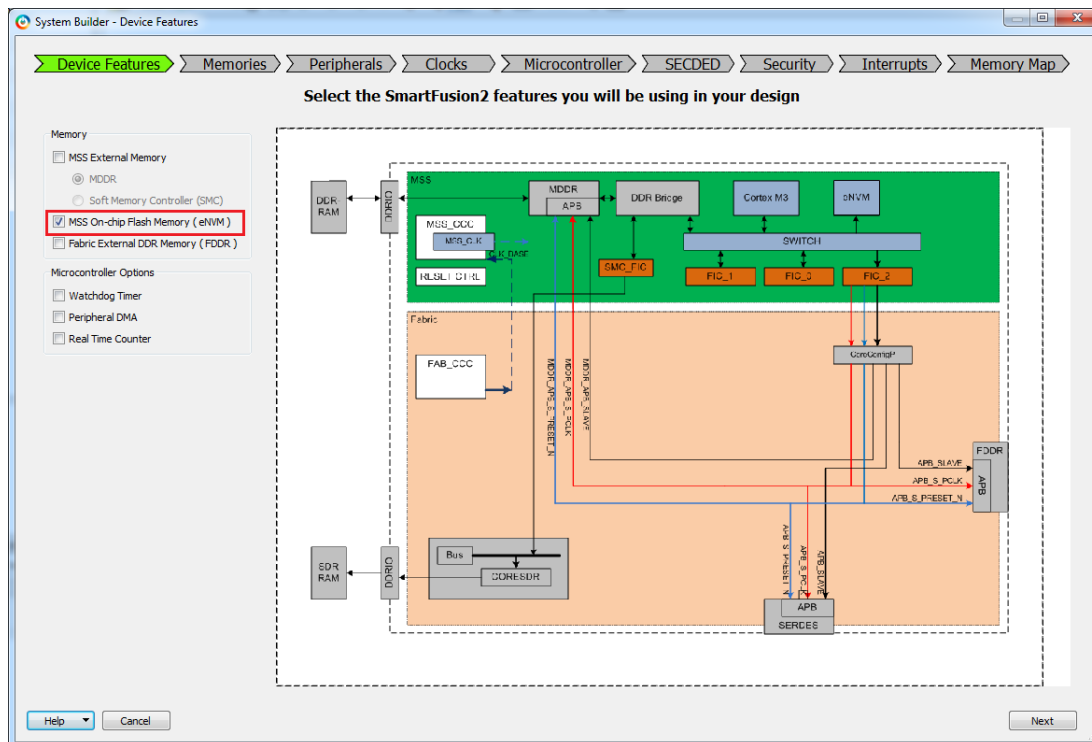 System Builder - Device Features
Device Features
Memories
Peripherals
Clocks
Microcontroller
SECDED
Security
Interrupts
Memory Map
Select the SmartFusion2 features you will be using in your design
Memory
MSS External Memory
MDDR
Soft Memory Controller (SMC)
MSS On-chip Flash Memory ( eNVM )
Fabric External DDR Memory ( FDDR )
Microcontroller Options
Watchdog Timer
Peripheral DMA
Real Time Counter
MSS
DDR-
RAM
DDRIO
MDDR
APB
DDR Bridge
Cortex M3
eNVM
MSS_CCC
MSS_CLK
CLK_BASE
RESET CTRL
SWITCH
SMC_FIC
FIC_1
FIC_0
FIC_2
Fabric
FAB_CCC
CoreConfigP
MDDR_APB_S_PRESET_N
MDDR_APB_S_PCLK
MDDR_APB_SLAVE
FDDR
APB
APB_SLAVE
APB_S_PCLK
APB_S_PRESET_N
SDR
RAM
DDRIO
Bus
CORESDR
APB_S_PRESET_N
APB_S_PCLK
APB_SLAVE
APB
SERDES
Help
Cancel
Next